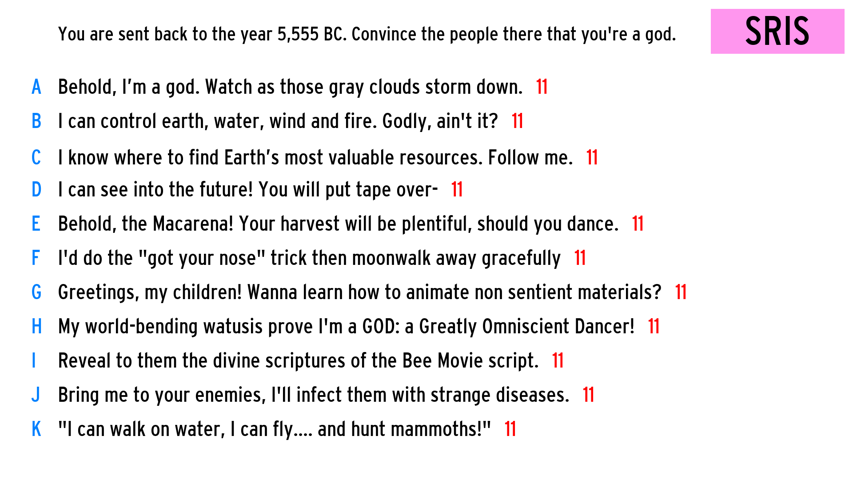 You are sent back to the year 5,555 BC. Convince the people there that you're a god.
SRIS
A Behold, I’m a god. Watch as those gray clouds storm down. 11
B I can control earth, water, wind and fire. Godly, ain't it? 11
C I know where to find Earth’s most valuable resources. Follow me. 11
D I can see into the future! You will put tape over- 11
E Behold, the Macarena! Your harvest will be plentiful, should you dance. 11
F I'd do the "got your nose" trick then moonwalk away gracefully 11
G Greetings, my children! Wanna learn how to animate non sentient materials? 11
H My world-bending watusis prove I'm a GOD: a Greatly Omniscient Dancer! 11
I Reveal to them the divine scriptures of the Bee Movie script. 11
J Bring me to your enemies, I'll infect them with strange diseases. 11
K "I can walk on water, I can fly.... and hunt mammoths!" 11